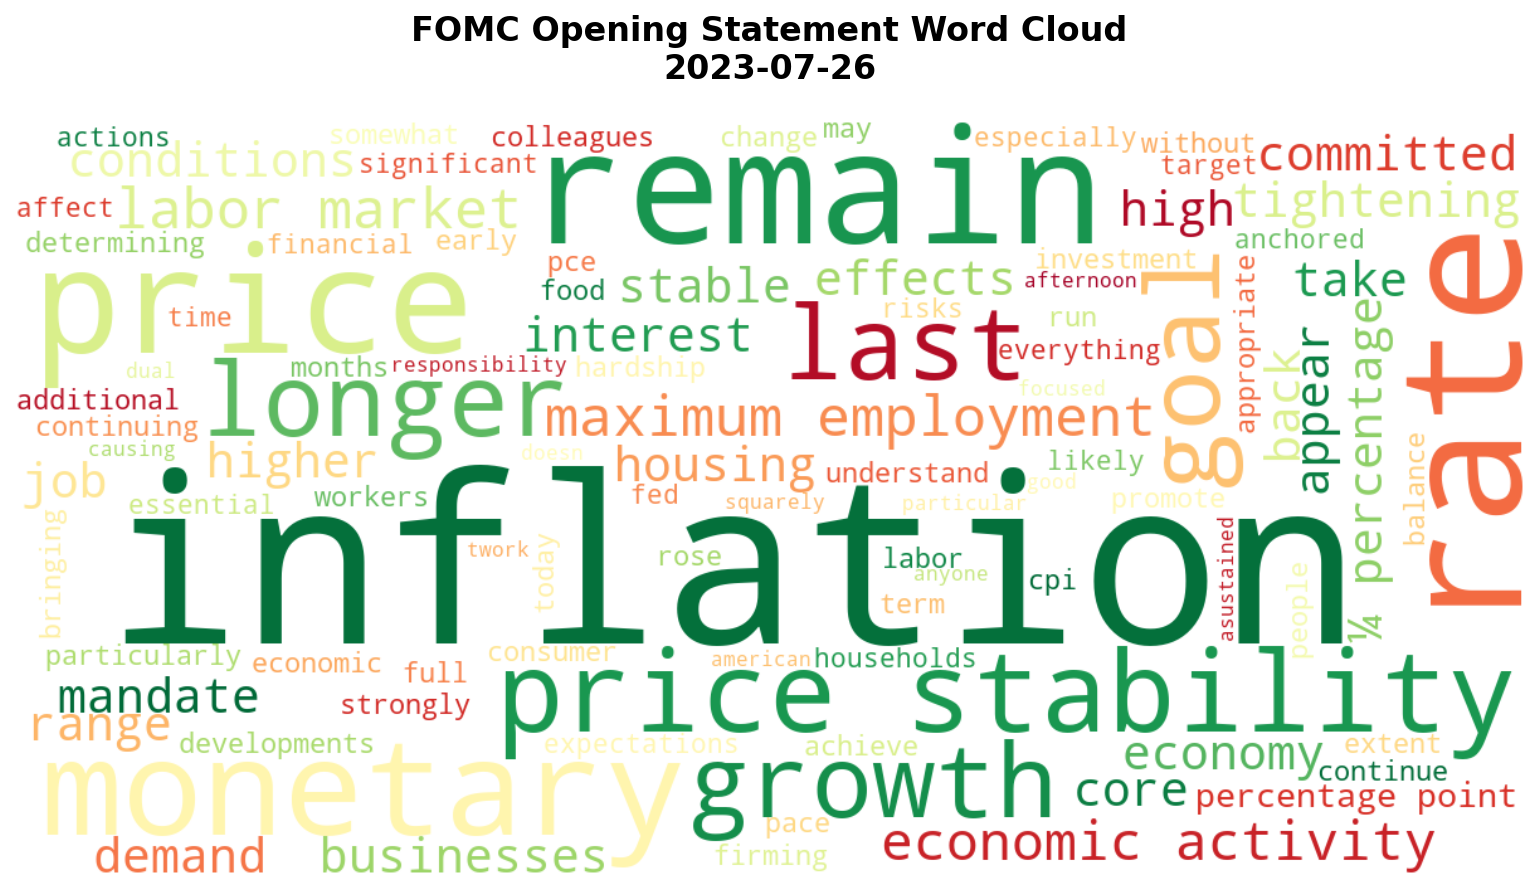 FOMC Opening Statement Word Cloud
2023-07-26
actions
somewhat
colleagues
change
may
especially
without
conditions
significant
remain
target
committed
affect
labor market
high
tightening
determining
financial
early
anchored
price
pce
investment
rate
food
stable
effects
afternoon
goal
appropriate
take
time
interest
last
risks
run
everything
dual
months
responsibility
hardship
focused
back
appear
percentage
additional
longer
continuing
maximum employment
causing
doesn
job
higher
housing
understand
likely
good
balance
essential
workers
fed
squarely
particular
promote
inflation
bringing
twork
today
rose
labor
anyone
cpi
term
asustained
people
¼
particularly
economic
full
consumer
american
households
mandate
strongly
price stability
range
developments
expectations
achieve
economy
extent
monetary
growth
continue
core
percentage point
pace
demand
businesses
firming
economic activity